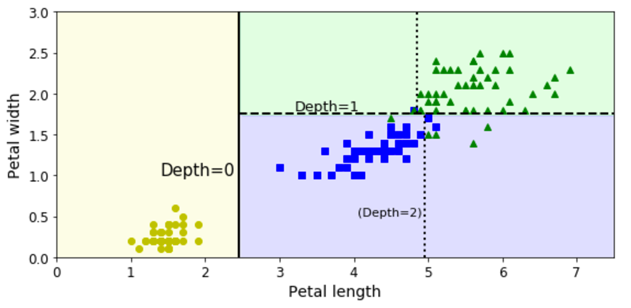 3.0
2.5
2.0
1.5
1.0
0.5
0.0
Petal width
Depth=1
Depth=0
(Depth=2)
0 1 2 3 4 5 6 7
Petal length